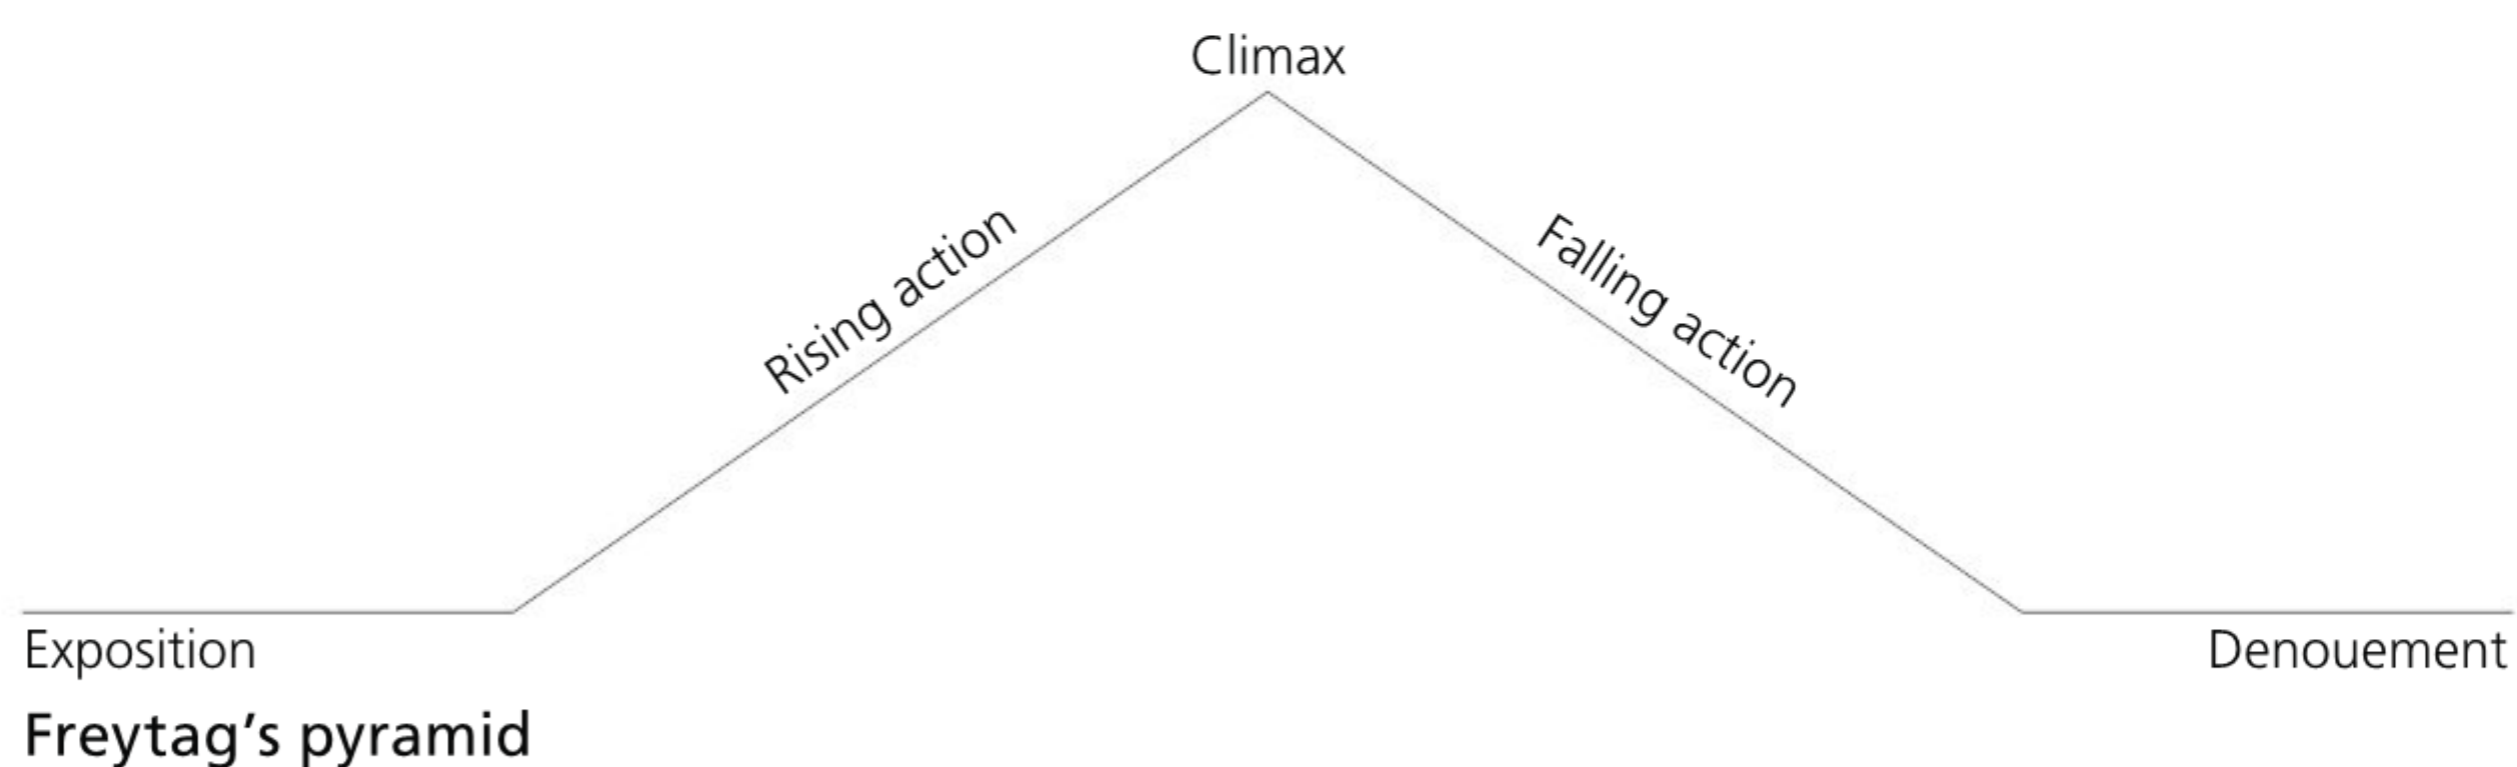 Climax
Rising action
Falling action
Exposition
Denouement
Freytag’s pyramid